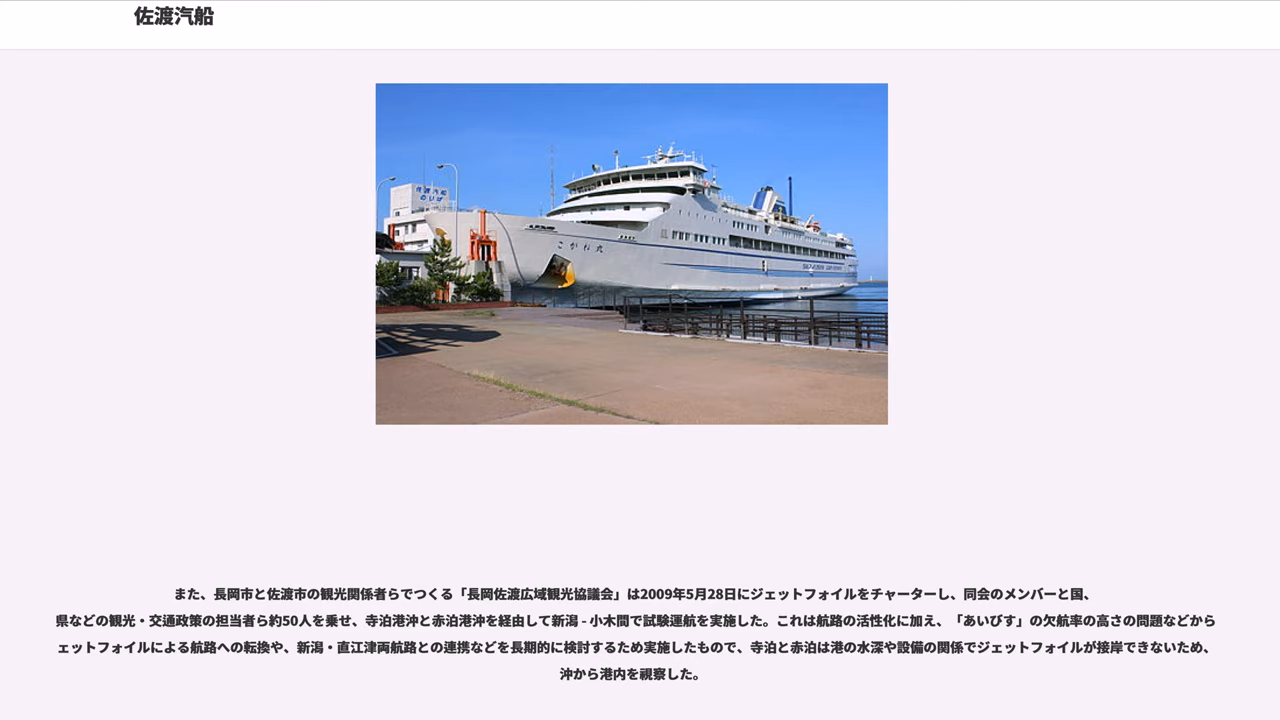 佐渡汽船
佐渡汽船
のりば
こがね丸
また、長岡市と佐渡市の観光関係者らでつくる「長岡佐渡広域観光協議会」は2009年5月28日にジェットフォイルをチャーターし、同会のメンバーと国、
県などの観光・交通政策の担当者ら約50人を乗せ、寺泊港沖と赤泊港沖を経由して新潟 - 小木間で試験運航を実施した。これは航路の活性化に加え、「あいびす」の欠航率の高さの問題などから
ェットフォイルによる航路への転換や、新潟・直江津両航路との連携などを長期的に検討するため実施したもので、寺泊と赤泊は港の水深や設備の関係でジェットフォイルが接岸できないため、
沖から港内を視察した。